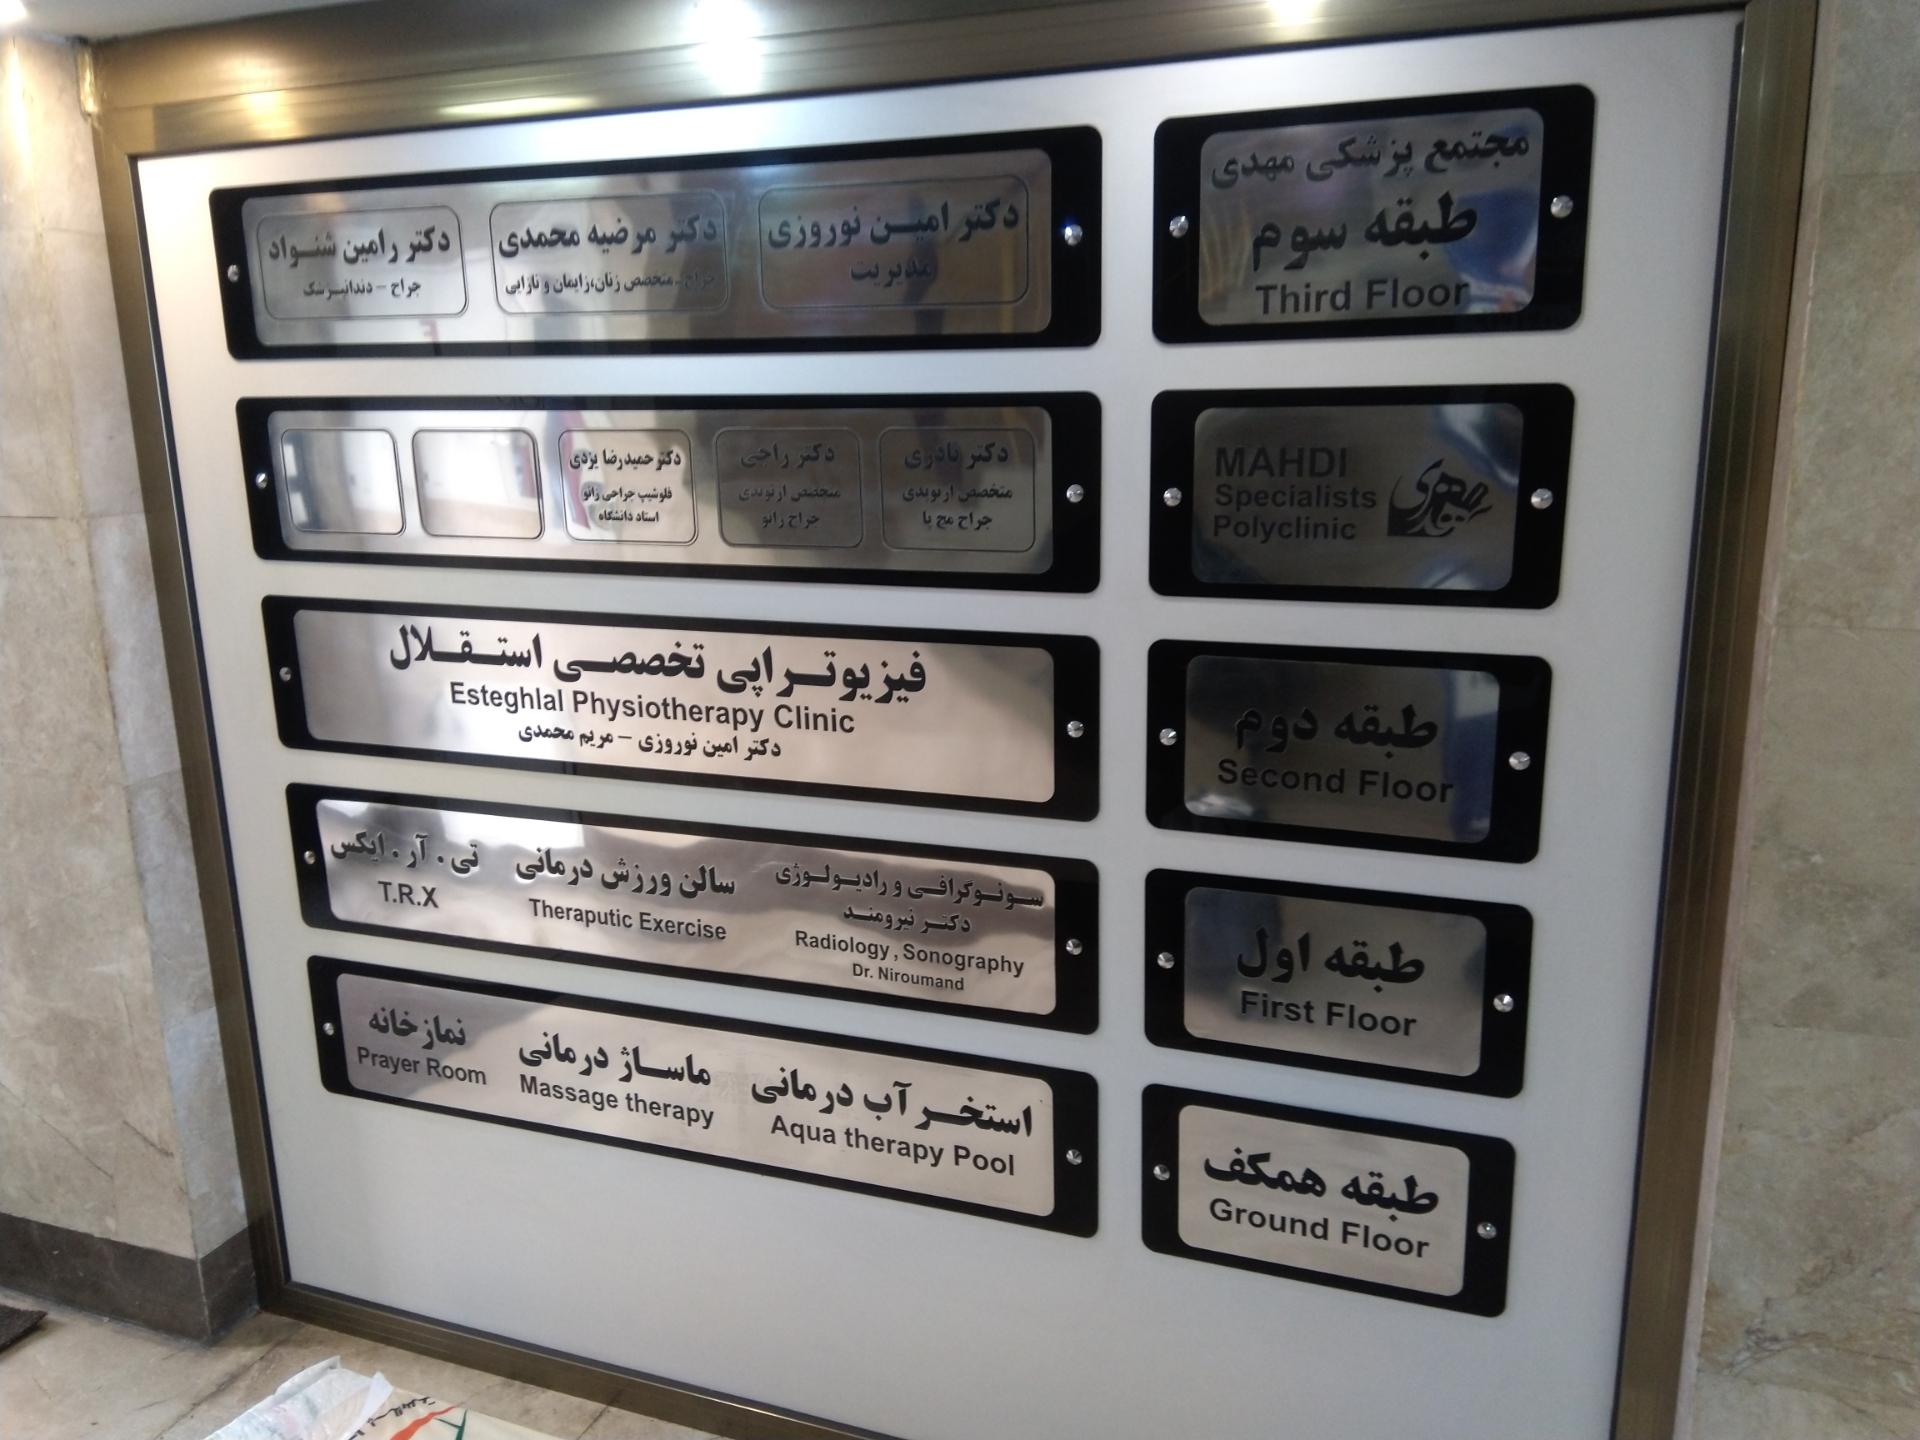 مجتمع پزشکی مهدی
طبقه سوم
Third Floor
دکتر امین نوروزی
مدیریت
دکتر مرضیه محمدی
جراح - متخصص زنان،زایمان و نازایی
دکتر رامین شنواد
جراح - دندانپزشک
MAHDI
Specialists
Polyclinic
مهدی
دکتر نادری
متخصص ارتوپدی
جراح مچ پا
دکتر راجی
متخصص ارتوپدی
جراح زانو
دکتر حمیدرضا یزدی
فلوشیپ جراحی زانو
استاد دانشگاه
طبقه دوم
Second Floor
فیزیوتراپی تخصصی استقلال
Esteghlal Physiotherapy Clinic
دکتر امین نوروزی - مریم محمدی
طبقه اول
First Floor
سونوگرافی و رادیولوژی
دکتر نیرومند
Radiology , Sonography
Dr. Niroumand
سالن ورزش درمانی
Theraputic Exercise
تی . آر . ایکس
T.R.X
طبقه همکف
Ground Floor
استخر آب درمانی
Aqua therapy Pool
ماساژ درمانی
Massage therapy
نمازخانه
Prayer Room